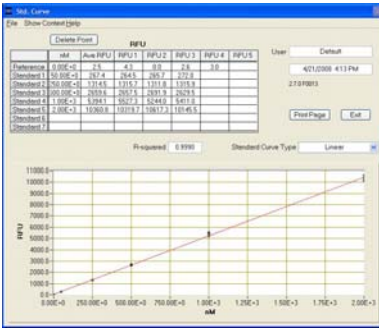 Std. Curve
File Show Context Help
Delete Point
RFU
nM Ave RFU RFU 1 RFU 2 RFU 3 RFU 4 RFU 5
Reference 0.00E+0 2.5 4.3 0.0 2.6 3.0
Standard 1 50.00E+0 267.4 264.5 265.7 272.0
Standard 2 250.00E+0 1314.5 1315.7 1311.8 1315.9
Standard 3 500.00E+0 2659.6 2657.5 2691.9 2629.5
Standard 4 1.00E+3 5394.1 5527.3 5244.0 5411.0
Standard 5 2.00E+3 10360.8 10319.7 10617.3 10145.5
Standard 6
Standard 7
User Default
4/21/2008 4:13 PM
Print Page Exit
R-squared 0.9990 Standard Curve Type Linear
11000.0
10000.0
9000.0
8000.0
7000.0
6000.0
5000.0
4000.0
3000.0
2000.0
1000.0
0.0
RFU
0.00E+0 250.00E+0 500.00E+0 750.00E+0 1.00E+3 1.25E+3 1.50E+3 1.75E+3 2.00E+3
nM